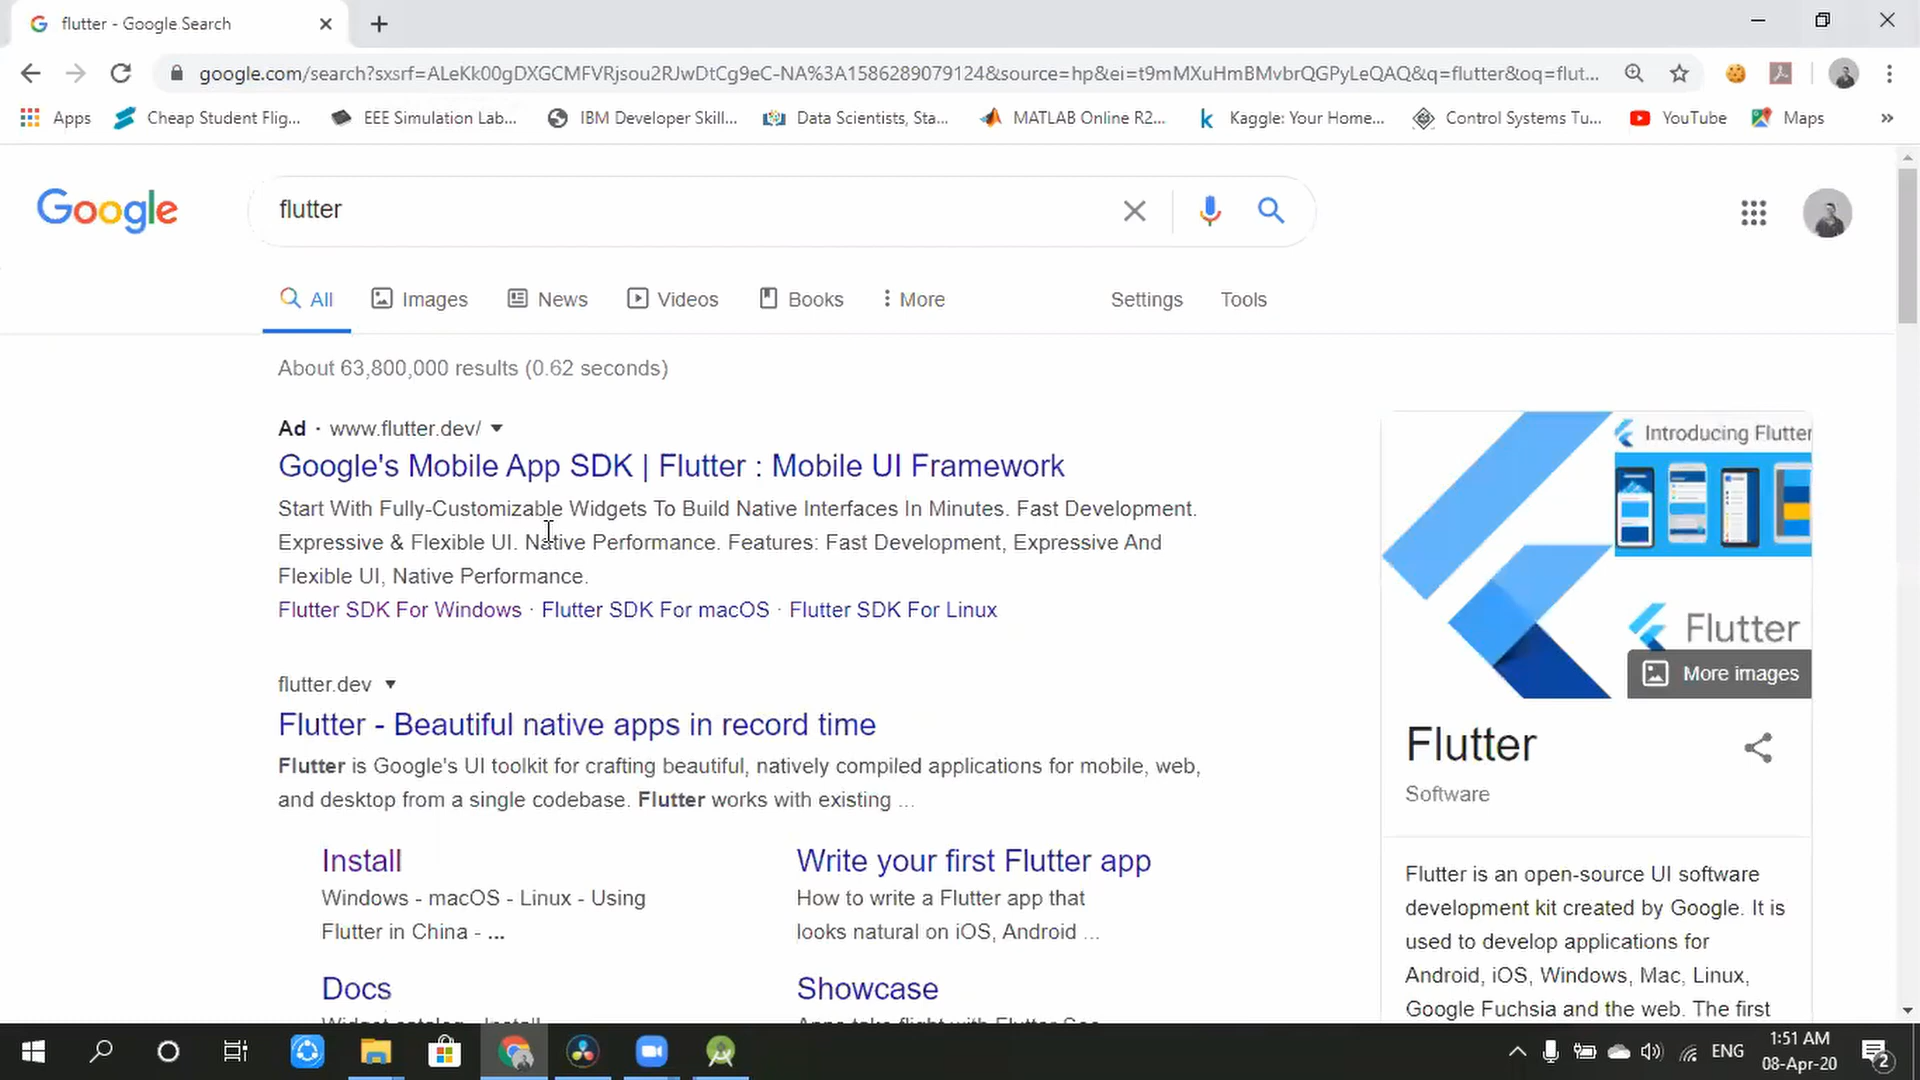 flutter - Google Search
google.com/search?sxsrf=ALeKk00gDXGCMFVRjsou2RJwDtCg9eC-NA%3A1586289079124&source=hp&ei=t9mMXuHmBMvbrQGPyLeQAQ&q=flutter&oq=flut...
Apps
Cheap Student Flig...
EEE Simulation Lab...
IBM Developer Skill...
Data Scientists, Sta...
MATLAB Online R2...
Kaggle: Your Home...
Control Systems Tu...
YouTube
Maps
»
Google
flutter
All
Images
News
Videos
Books
More
Settings
Tools
About 63,800,000 results (0.62 seconds)
Ad · www.flutter.dev/
Google's Mobile App SDK | Flutter : Mobile UI Framework
Start With Fully-Customizable Widgets To Build Native Interfaces In Minutes. Fast Development.
Expressive & Flexible UI. Native Performance. Features: Fast Development, Expressive And
Flexible UI, Native Performance.
Flutter SDK For Windows · Flutter SDK For macOS · Flutter SDK For Linux
flutter.dev
Flutter - Beautiful native apps in record time
Flutter is Google's UI toolkit for crafting beautiful, natively compiled applications for mobile, web,
and desktop from a single codebase. Flutter works with existing ...
Install
Windows - macOS - Linux - Using
Flutter in China - ...
Write your first Flutter app
How to write a Flutter app that
looks natural on iOS, Android ...
Docs
Widget catalog - Install
Showcase
Apps take flight with Flutter See
Introducing Flutter
Flutter
More images
Flutter
Software
Flutter is an open-source UI software
development kit created by Google. It is
used to develop applications for
Android, iOS, Windows, Mac, Linux,
Google Fuchsia and the web. The first
ENG
1:51 AM
08-Apr-20
2